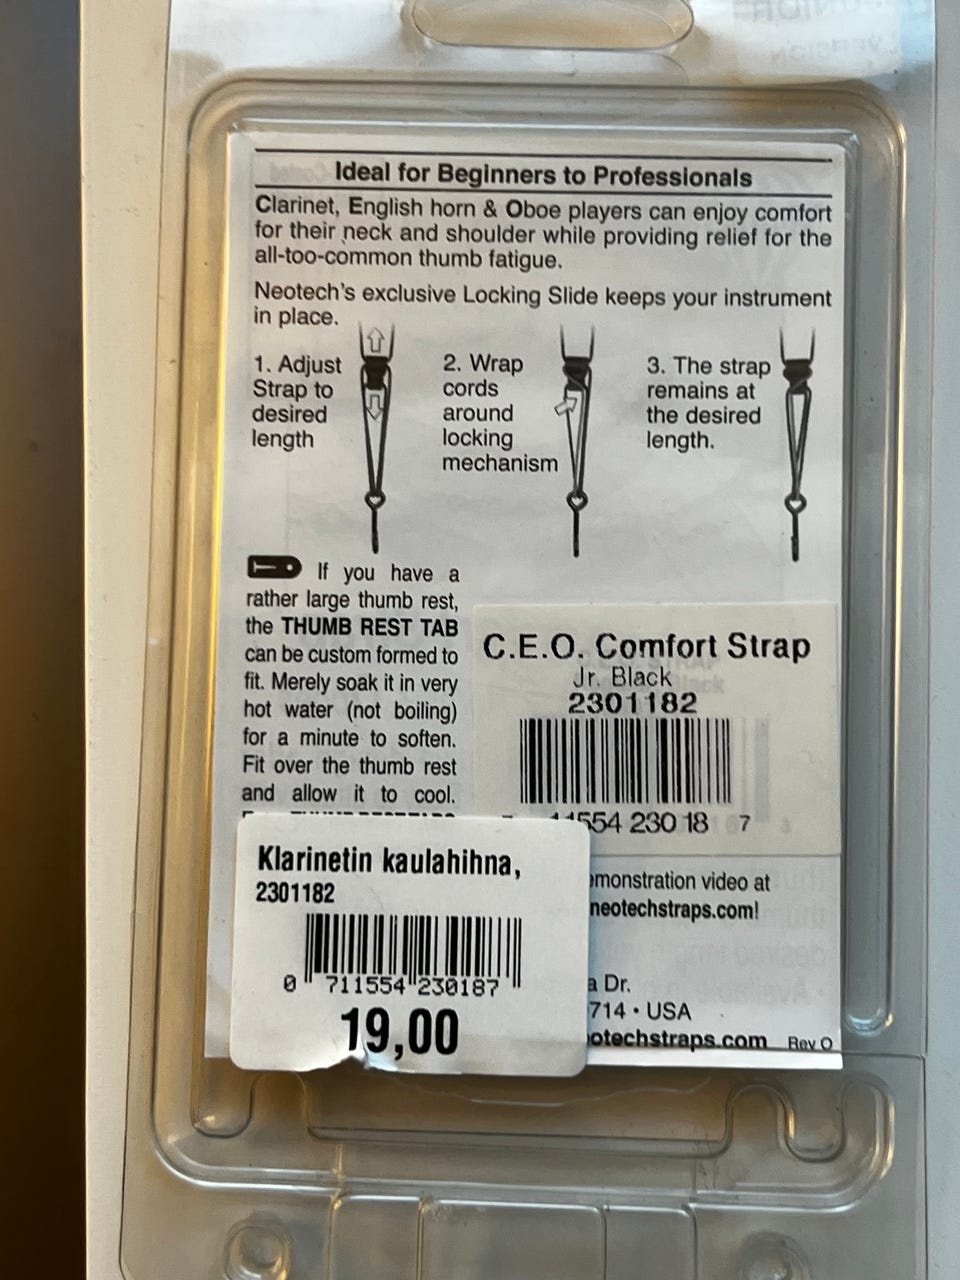 Ideal for Beginners to Professionals
Clarinet, English horn & Oboe players can enjoy comfort
for their neck and shoulder while providing relief for the
all-too-common thumb fatigue.
Neotech's exclusive Locking Slide keeps your instrument
in place.
1. Adjust
Strap to
desired
length
2. Wrap
cords
around
locking
mechanism
3. The strap
remains at
the desired
length.
If you have a
rather large thumb rest,
the THUMB REST TAB
can be custom formed to
fit. Merely soak it in very
hot water (not boiling)
for a minute to soften.
Fit over the thumb rest
and allow it to cool.
C.E.O. Comfort Strap
Jr. Black
2301182
11554 230 18 7
Klarinetin kaulahihna,
2301182
0 711554 230187
19,00
monstration video at
neotechstraps.com!
a Dr.
714 • USA
otechstraps.com Rev O